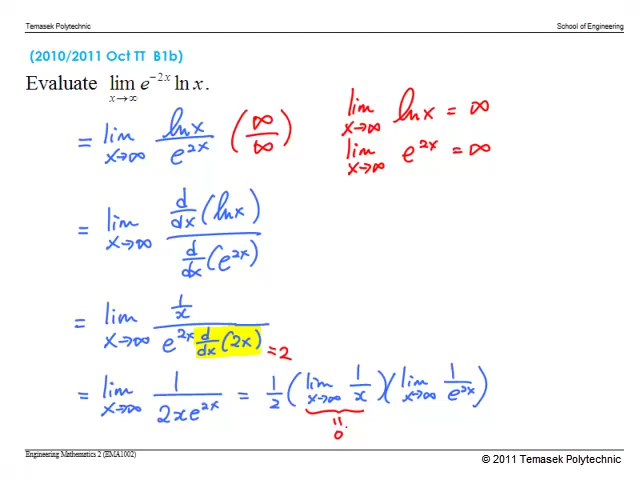 Temasek Polytechnic School of Engineering
(2010/2011 Oct TT B1b)
Evaluate lim x→∞ e^{-2x} ln x.
= lim x→∞ ln x / e^{2x} (∞/∞)
lim x→∞ ln x = ∞
lim x→∞ e^{2x} = ∞
= lim x→∞ d/dx (ln x) / d/dx (e^{2x})
= lim x→∞ (1/x) / (e^{2x} d/dx (2x)) = 2
= lim x→∞ 1 / (2x e^{2x}) = 1/2 (lim x→∞ 1/x)(lim x→∞ 1/e^{2x})
=
0
Engineering Mathematics 2 (EMA1002) © 2011 Temasek Polytechnic